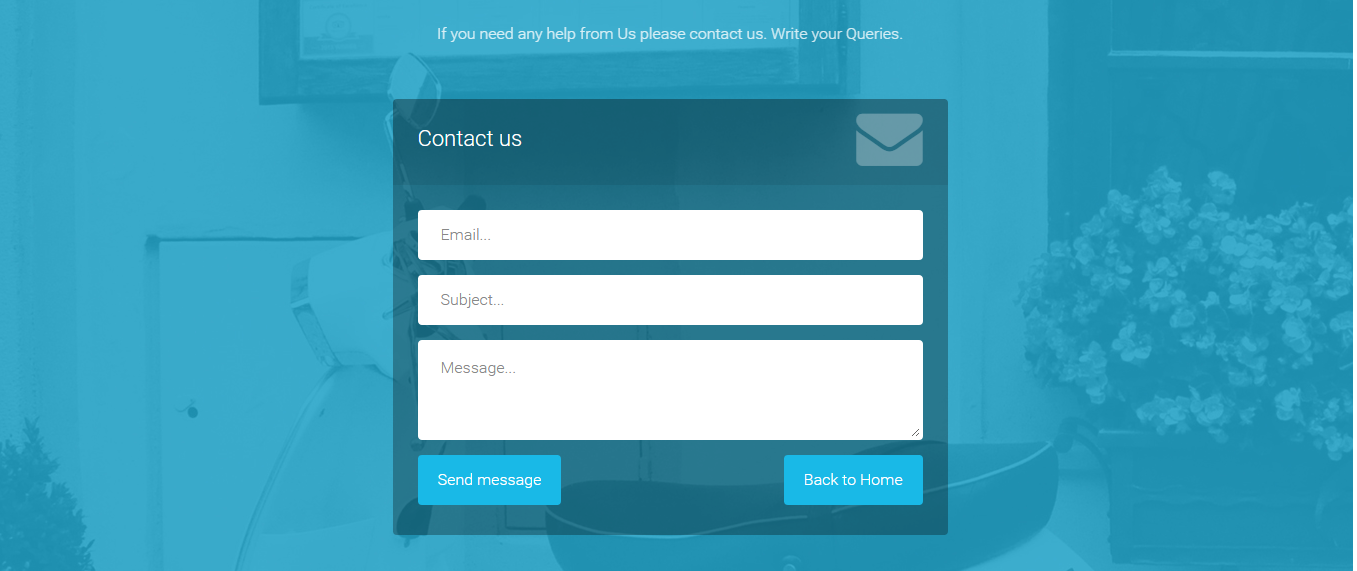 If you need any help from Us please contact us. Write your Queries.
Contact us
Email...
Subject...
Message...
Send message
Back to Home